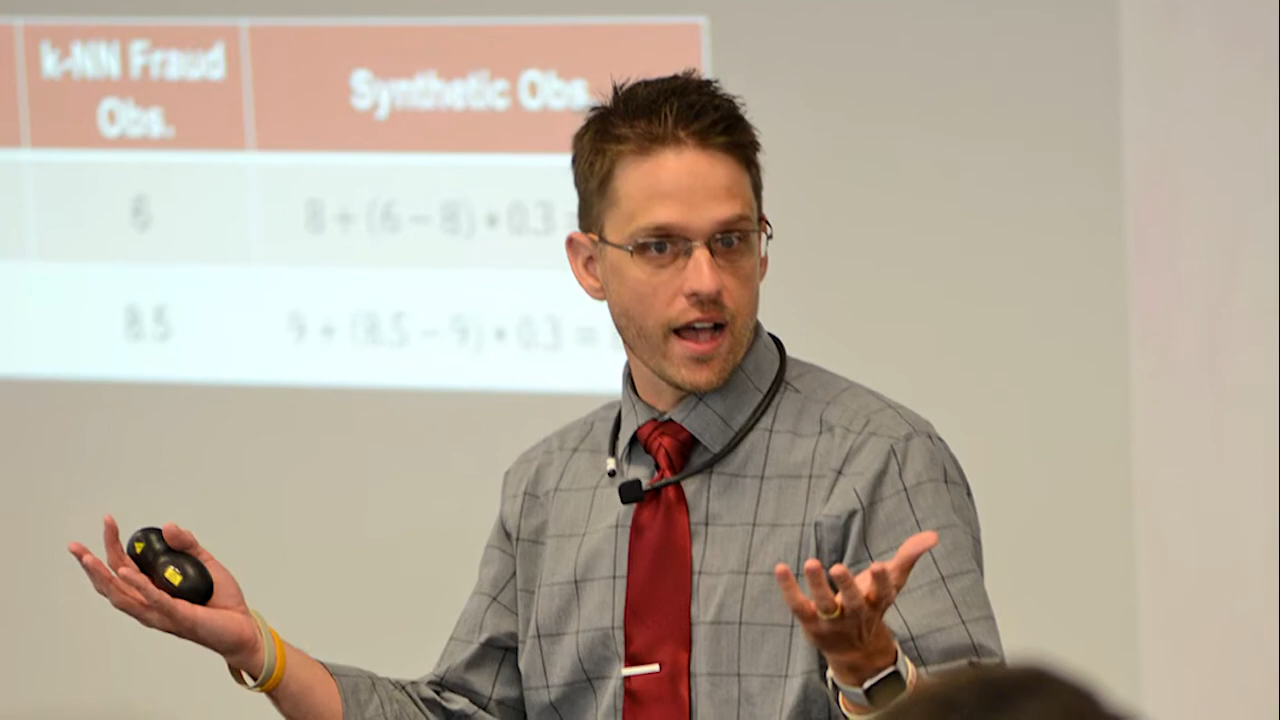 k-NN Fraud
Obs.
Synthetic Obs.
6
8 + (6 – 8) • 0.3
8.5
9 + (8.5 – 9) • 0.3 =